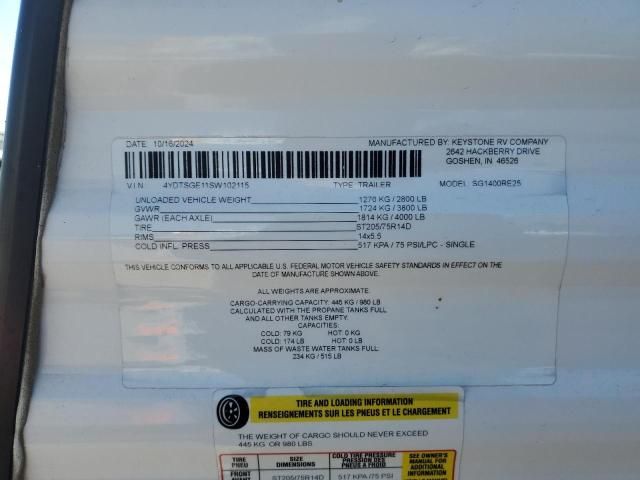 DATE: 10/16/2024 MANUFACTURED BY: KEYSTONE RV COMPANY
2642 HACKBERRY DRIVE
GOSHEN, IN 46526
V.I.N. 4YDTSGE11SW102115 TYPE: TRAILER MODEL: SG1400RE25
UNLOADED VEHICLE WEIGHT 1270 KG / 2800 LB
GVWR 1724 KG / 3800 LB
GAWR (EACH AXLE) 1814 KG / 4000 LB
TIRE ST205/75R14D
RIMS 14x5.5
COLD INFL. PRESS 517 KPA / 75 PSI/LPC - SINGLE
THIS VEHICLE CONFORMS TO ALL APPLICABLE U.S. FEDERAL MOTOR VEHICLE SAFETY STANDARDS IN EFFECT ON THE
DATE OF MANUFACTURE SHOWN ABOVE.
ALL WEIGHTS ARE APPROXIMATE.
CARGO-CARRYING CAPACITY: 445 KG / 980 LB
CALCULATED WITH THE PROPANE TANKS FULL
AND ALL OTHER TANKS EMPTY.
CAPACITIES:
COLD: 79 KG HOT: 0 KG
COLD: 174 LB HOT: 0 LB
MASS OF WASTE WATER TANKS FULL:
234 KG / 515 LB
TIRE AND LOADING INFORMATION
RENSEIGNEMENTS SUR LES PNEUS ET LE CHARGEMENT
THE WEIGHT OF CARGO SHOULD NEVER EXCEED
445 KG OR 980 LBS
TIRE PNEU SIZE DIMENSIONS COLD TIRE PRESSURE PRESSION DES PNEUS A FROID SEE OWNER'S MANUAL FOR ADDITIONAL INFORMATION
FRONT ST205/75R14D 517 KPA / 75 PSI